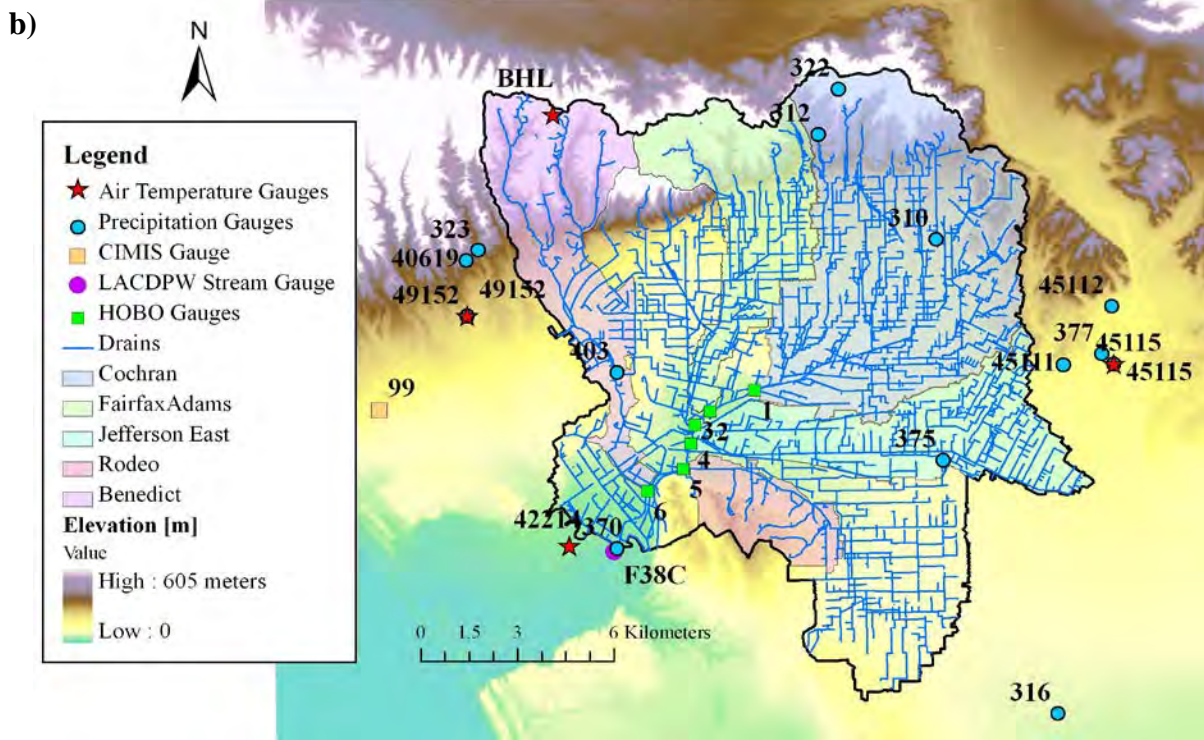 b)
N
BHL
322
312
Legend
Air Temperature Gauges
Precipitation Gauges
CIMIS Gauge
LACDPW Stream Gauge
HOBO Gauges
Drains
Cochran
FairfaxAdams
Jefferson East
Rodeo
Benedict
Elevation [m]
Value
High : 605 meters
Low : 0
323
40619
49152
49152
310
45112
377
45115
45111
45115
403
99
1
32
4
5
6
375
42214
370
F38C
0 1.5 3 6 Kilometers
316